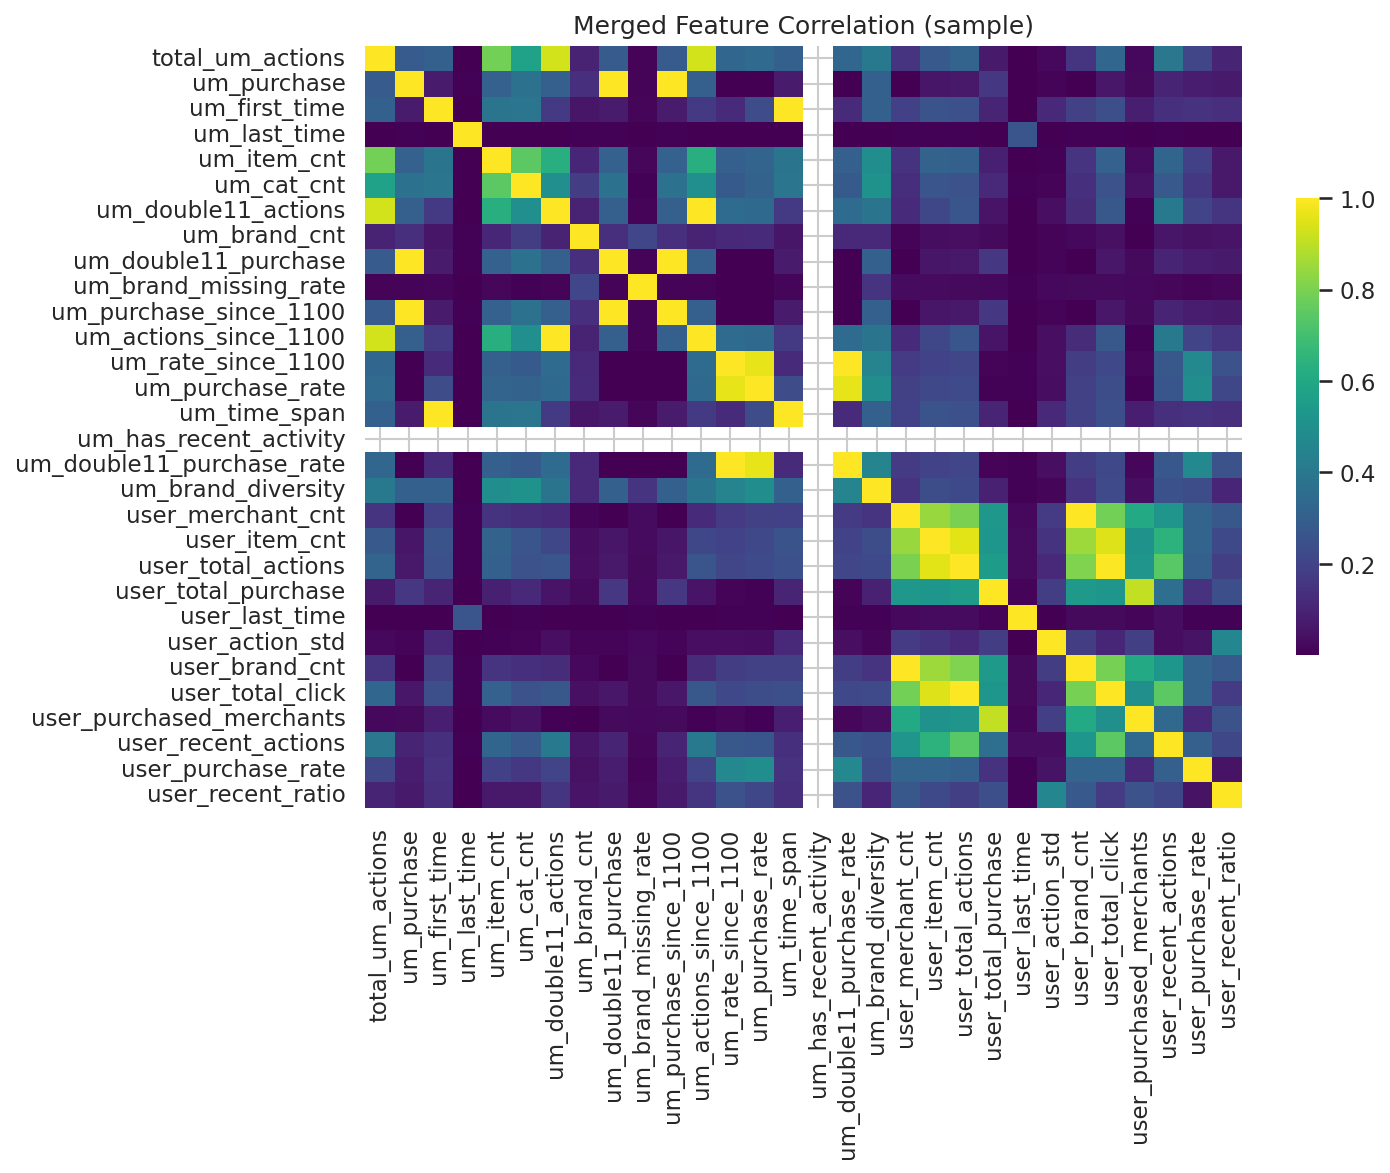 Merged Feature Correlation (sample)
total_um_actions
um_purchase
um_first_time
um_last_time
um_item_cnt
um_cat_cnt
um_double11_actions
um_brand_cnt
um_double11_purchase
um_brand_missing_rate
um_purchase_since_1100
um_actions_since_1100
um_rate_since_1100
um_purchase_rate
um_time_span
um_has_recent_activity
um_double11_purchase_rate
um_brand_diversity
user_merchant_cnt
user_item_cnt
user_total_actions
user_total_purchase
user_last_time
user_action_std
user_brand_cnt
user_total_click
user_purchased_merchants
user_recent_actions
user_purchase_rate
user_recent_ratio
total_um_actions
um_purchase
um_first_time
um_last_time
um_item_cnt
um_cat_cnt
um_double11_actions
um_brand_cnt
um_double11_purchase
um_brand_missing_rate
um_purchase_since_1100
um_actions_since_1100
um_rate_since_1100
um_purchase_rate
um_time_span
um_has_recent_activity
um_double11_purchase_rate
um_brand_diversity
user_merchant_cnt
user_item_cnt
user_total_actions
user_total_purchase
user_last_time
user_action_std
user_brand_cnt
user_total_click
user_purchased_merchants
user_recent_actions
user_purchase_rate
user_recent_ratio
1.0
0.8
0.6
0.4
0.2